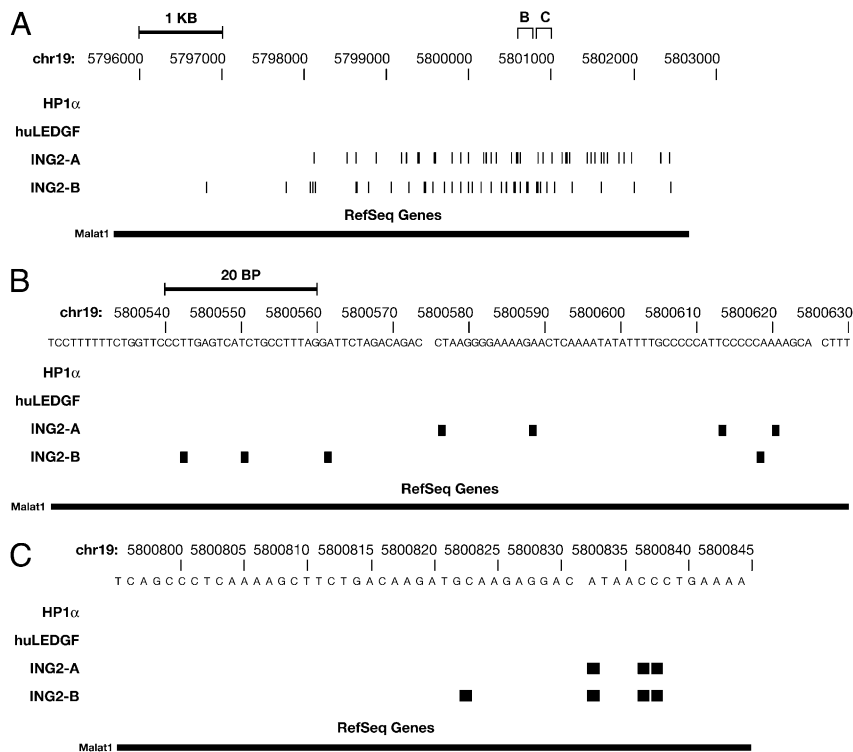 A
1 KB
B C
chr19: 5796000 5797000 5798000 5799000 5800000 5801000 5802000 5803000
HP1α
huLEDGF
ING2-A
ING2-B
RefSeq Genes
Malat1
B
20 BP
chr19: 5800540 5800550 5800560 5800570 5800580 5800590 5800600 5800610 5800620 5800630
TCCTTTTTTCTGGTTCCCTTGAGTCATCTGCCTTTAGGATTCTAGACAGAC CTAAGGGGAAAAGAACTCAAAATATATTTTGCCCCCATTCCCCCAAAAGCA CTTT
HP1α
huLEDGF
ING2-A
ING2-B
RefSeq Genes
Malat1
C
chr19: 5800800 5800805 5800810 5800815 5800820 5800825 5800830 5800835 5800840 5800845
T C A G C C C T C A A A A G C T T C T G A C A A G A T G C A A G A G G A C A T A A C C C T G A A A A
HP1α
huLEDGF
ING2-A
ING2-B
RefSeq Genes
Malat1